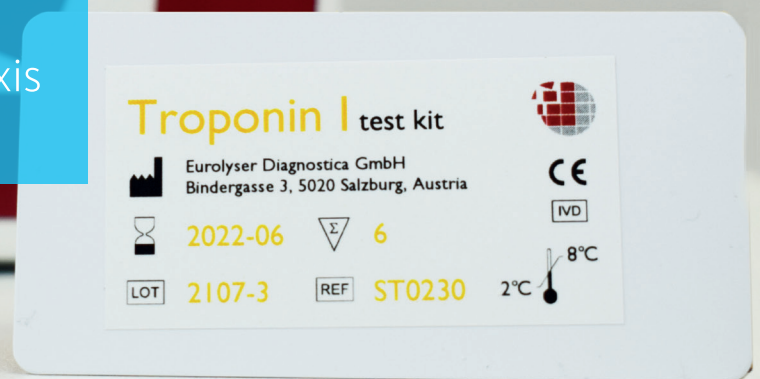 xis
Troponin I test kit
Eurolyser Diagnostica GmbH
Bindergasse 3, 5020 Salzburg, Austria
CE
IVD
2022-06 Σ 6
8°C
LOT 2107-3 REF ST0230 2°C